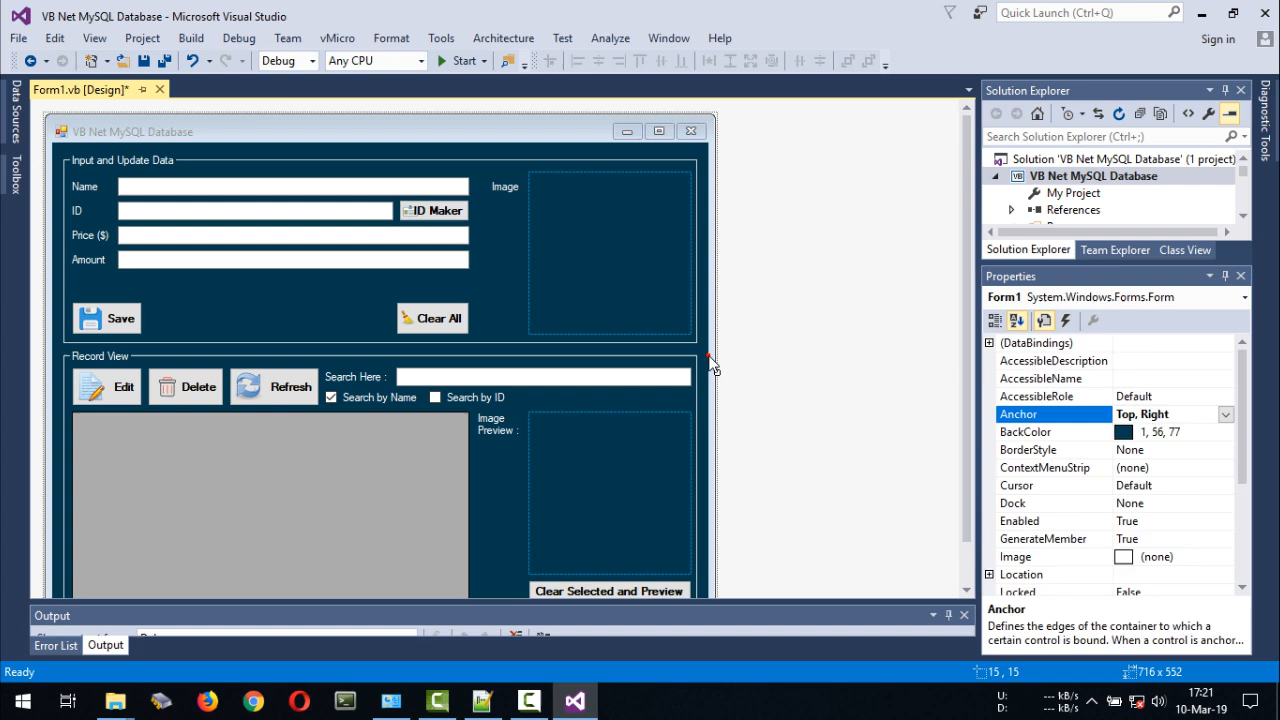 VB Net MySQL Database - Microsoft Visual Studio
Quick Launch (Ctrl+Q)
File Edit View Project Build Debug Team vMicro Format Tools Architecture Test Analyze Window Help
Sign in
Debug Any CPU Start
Form1.vb [Design]*
Data Sources
Toolbox
VB Net MySQL Database
Input and Update Data
Name
Image
ID
ID Maker
Price ($)
Amount
Save
Clear All
Record View
Edit
Delete
Refresh
Search Here :
Search by Name
Search by ID
Image
Preview :
Clear Selected and Preview
Output
Error List Output
Solution Explorer
Search Solution Explorer (Ctrl+;)
Solution 'VB Net MySQL Database' (1 project)
VB Net MySQL Database
My Project
References
Solution Explorer Team Explorer Class View
Properties
Form1 System.Windows.Forms.Form
(DataBindings)
AccessibleDescription
AccessibleName
AccessibleRole Default
Anchor Top, Right
BackColor 1, 56, 77
BorderStyle None
ContextMenuStrip (none)
Cursor Default
Dock None
Enabled True
GenerateMember True
Image (none)
Location
Locked False
Anchor
Defines the edges of the container to which a
certain control is bound. When a control is anchor...
Diagnostic Tools
Ready
15 , 15
716 x 552
U: --- kB/s
D: --- kB/s
17:21
10-Mar-19